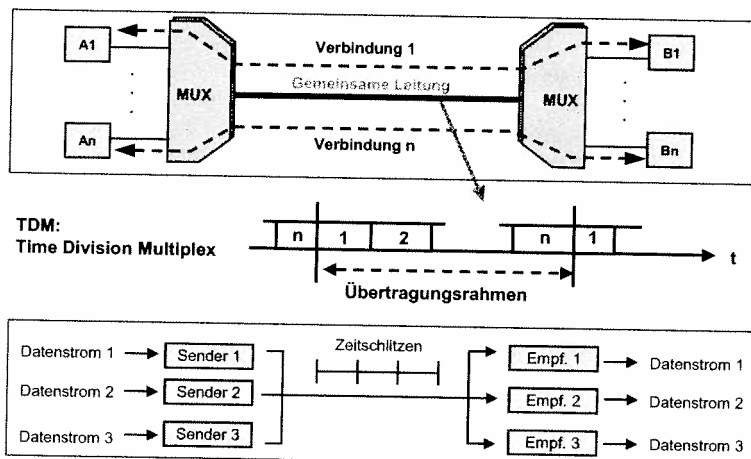 A1
Verbindung 1
B1
Gemeinsame Leitung
MUX
MUX
An
Verbindung n
Bn
TDM:
Time Division Multiplex
n 1 2 n 1
t
Übertragungsrahmen
Datenstrom 1 Sender 1 Zeitschlitzen Empf. 1 Datenstrom 1
Datenstrom 2 Sender 2 Empf. 2 Datenstrom 2
Datenstrom 3 Sender 3 Empf. 3 Datenstrom 3